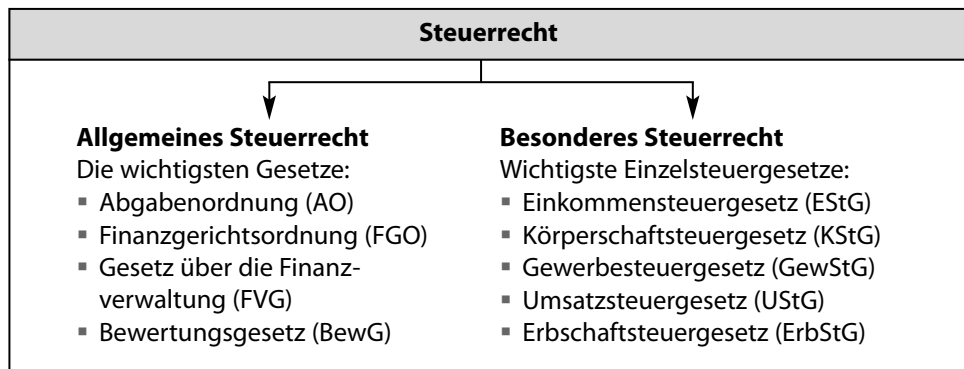 Steuerrecht
Allgemeines Steuerrecht
Die wichtigsten Gesetze:
▪ Abgabenordnung (AO)
▪ Finanzgerichtsordnung (FGO)
▪ Gesetz über die Finanz-
verwaltung (FVG)
▪ Bewertungsgesetz (BewG)
Besonderes Steuerrecht
Wichtigste Einzelsteuergesetze:
▪ Einkommensteuergesetz (EStG)
▪ Körperschaftsteuergesetz (KStG)
▪ Gewerbesteuergesetz (GewStG)
▪ Umsatzsteuergesetz (UStG)
▪ Erbschaftsteuergesetz (ErbStG)